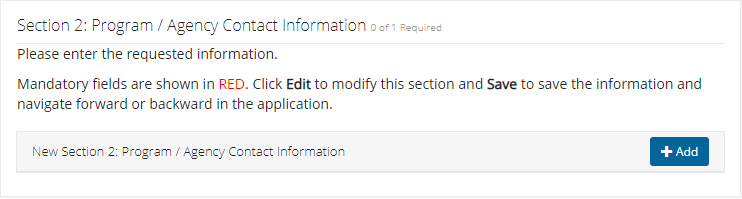 Section 2: Program / Agency Contact Information 0 of 1 Required
Please enter the requested information.
Mandatory fields are shown in RED. Click Edit to modify this section and Save to save the information and
navigate forward or backward in the application.
New Section 2: Program / Agency Contact Information
+ Add